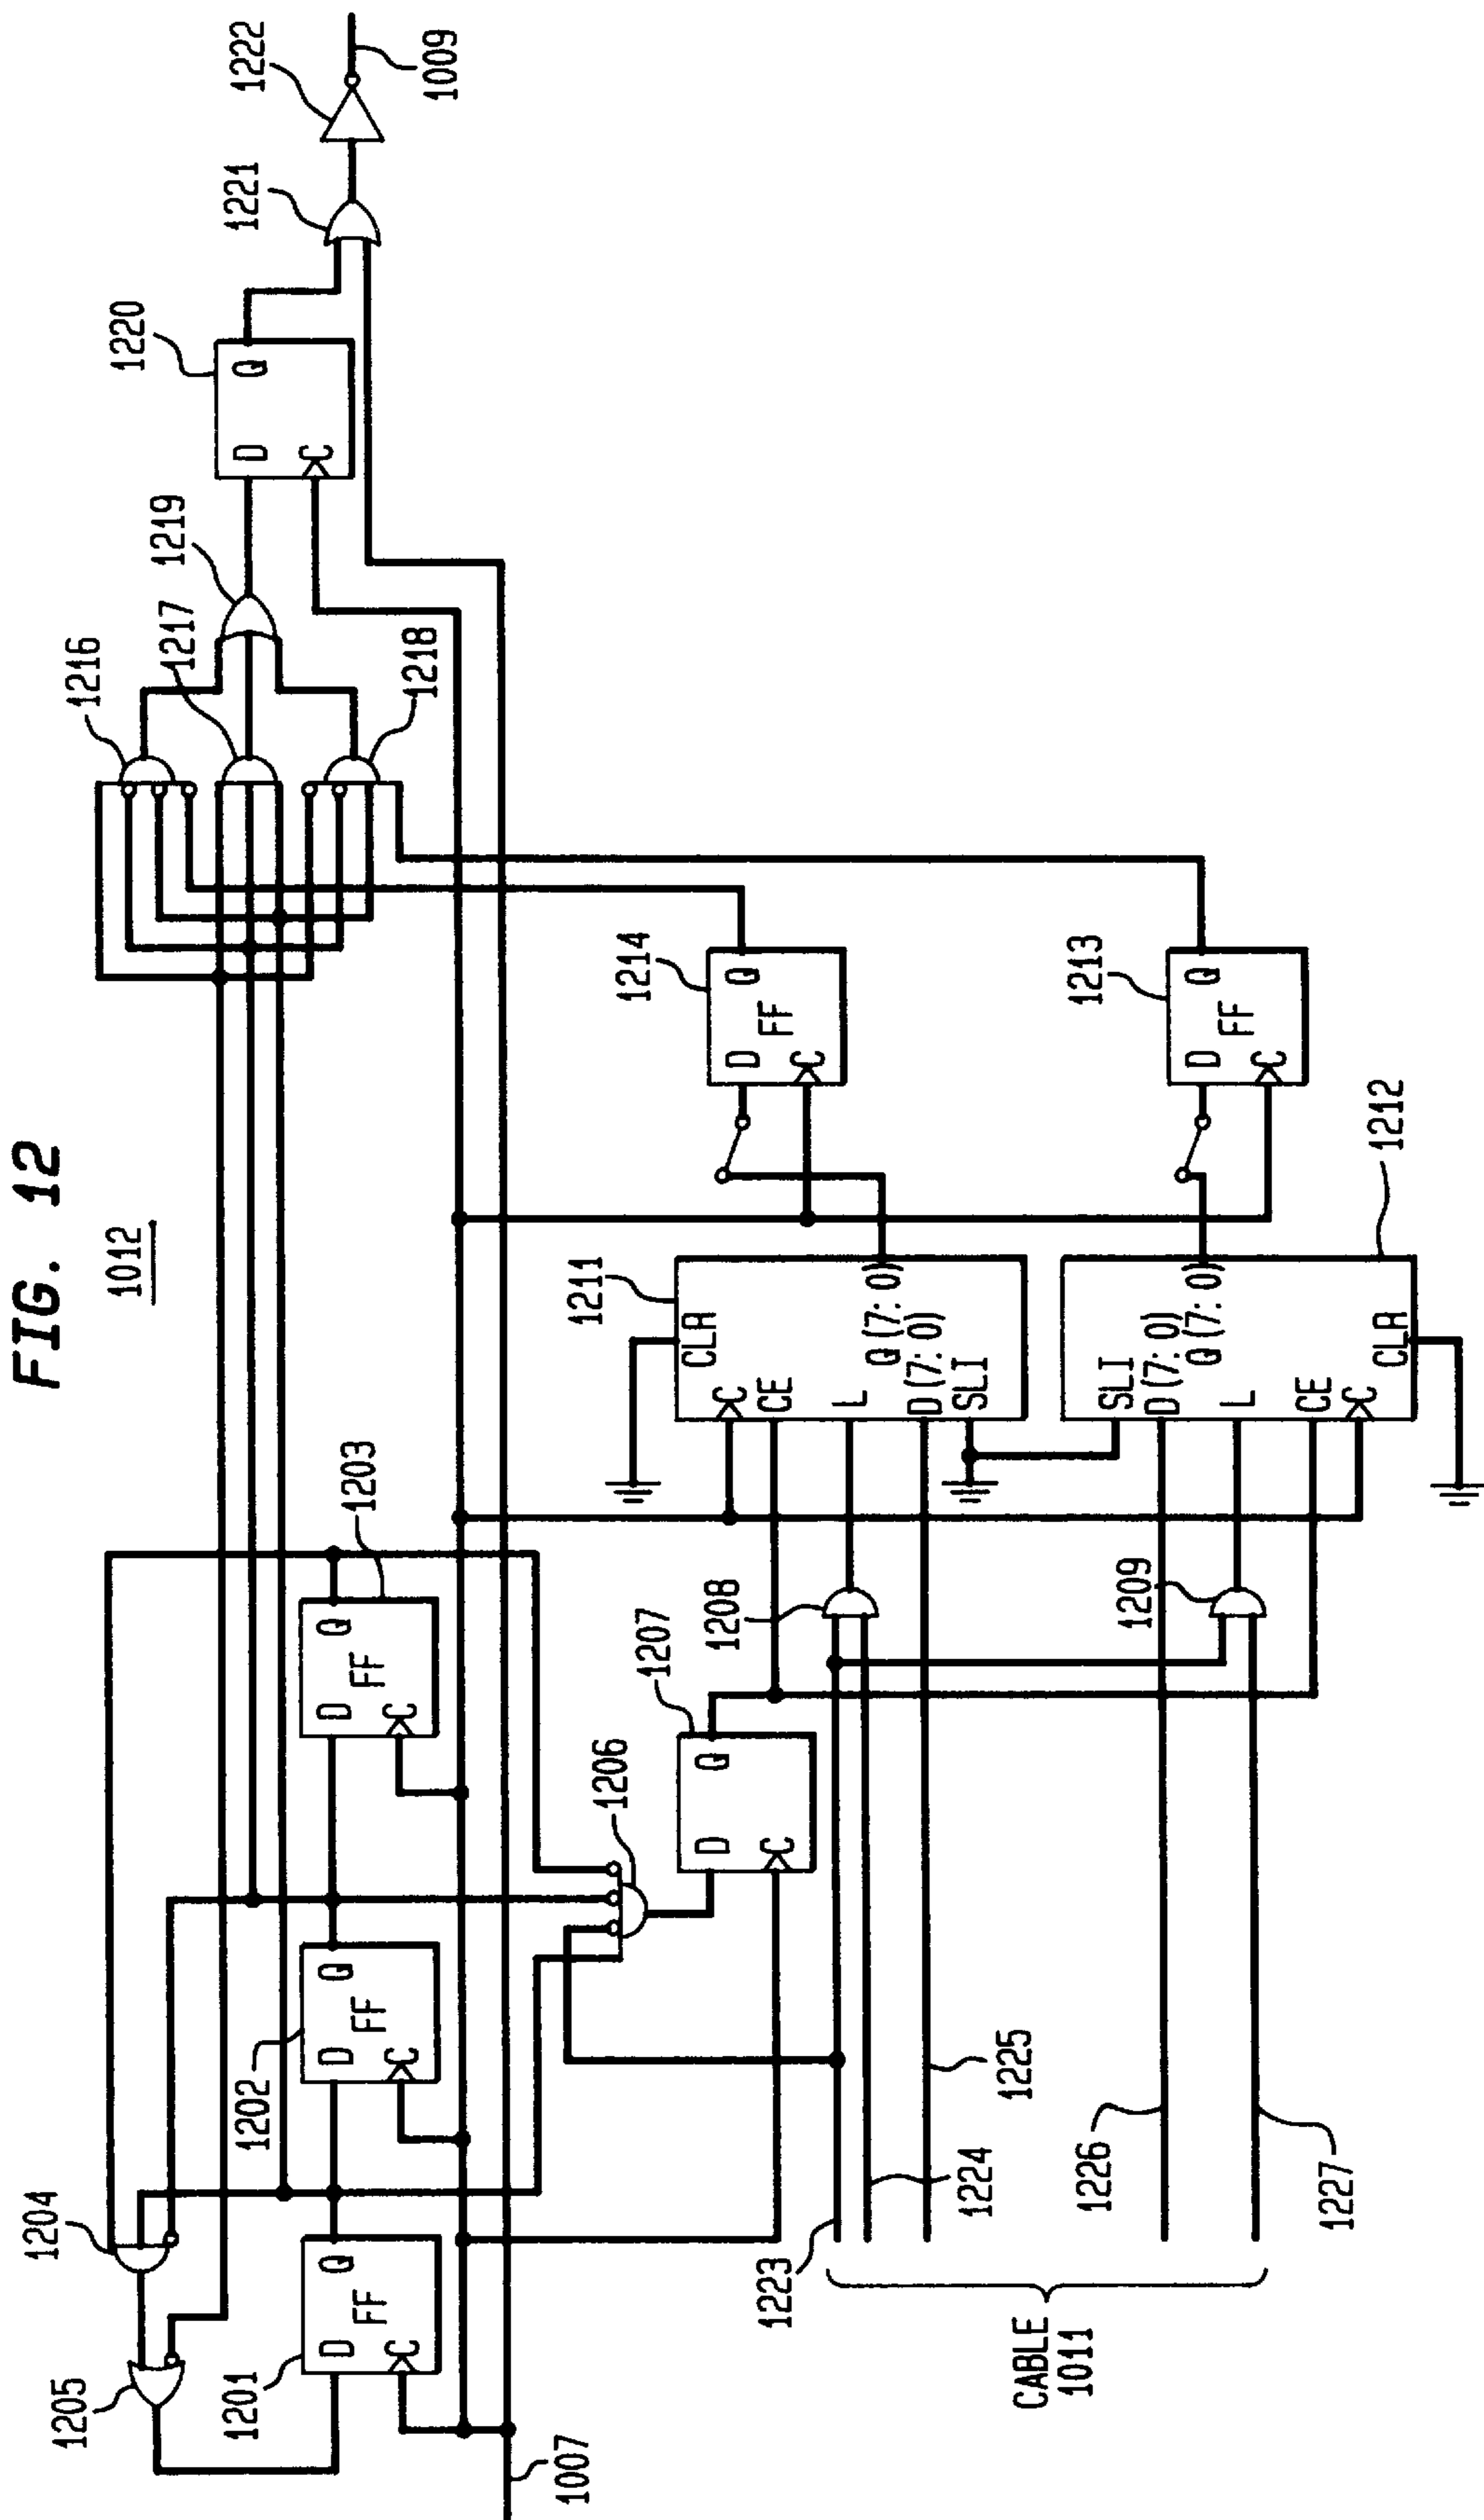 FIG. 12
1012
1205
1204
1201
D
Q
FF
C
1202
D
Q
FF
C
1203
D
Q
FF
C
1206
1207
D
Q
C
1208
1209
1211
CLR
C
CE
L
Q(7:0)
D(7:0)
SLI
1212
SLI
D(7:0)
Q(7:0)
L
CE
CLR
C
1214
D
Q
FF
C
1213
D
Q
FF
C
1216
1217
1218
1219
1220
D
Q
C
1221
1222
1009
1007
1223
1224
1225
1226
1227
CABLE
1011